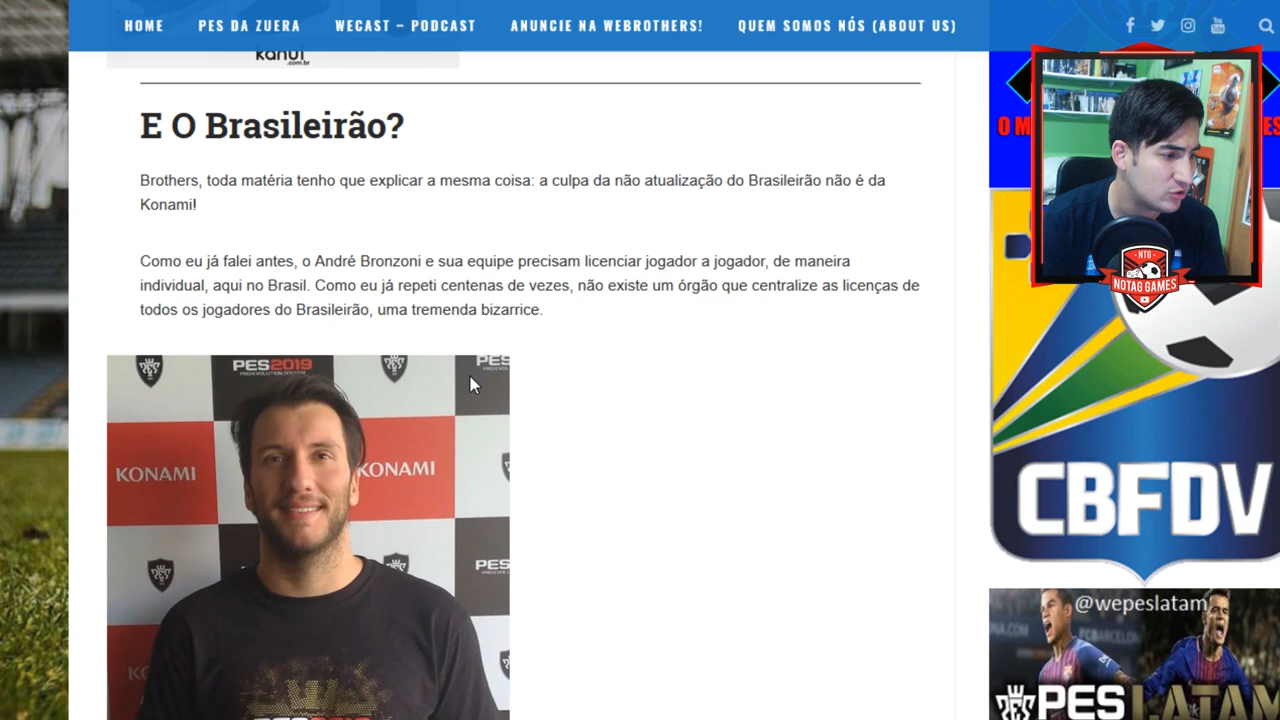 HOME PES DA ZUERA WECAST – PODCAST ANUNCIE NA WEBROTHERS! QUEM SOMOS NÓS (ABOUT US)
kanui
.com.br
E O Brasileirão?
Brothers, toda matéria tenho que explicar a mesma coisa: a culpa da não atualização do Brasileirão não é da
Konami!
Como eu já falei antes, o André Bronzoni e sua equipe precisam licenciar jogador a jogador, de maneira
individual, aqui no Brasil. Como eu já repeti centenas de vezes, não existe um órgão que centralize as licenças de
todos os jogadores do Brasileirão, uma tremenda bizarrice.
PES2019
PRO EVOLUTION SOCCER
PES
KONAMI
KONAMI
PES
O M
ES
NTG
NOTAG GAMES
CBFDV
@wepeslatam
PES LATAM